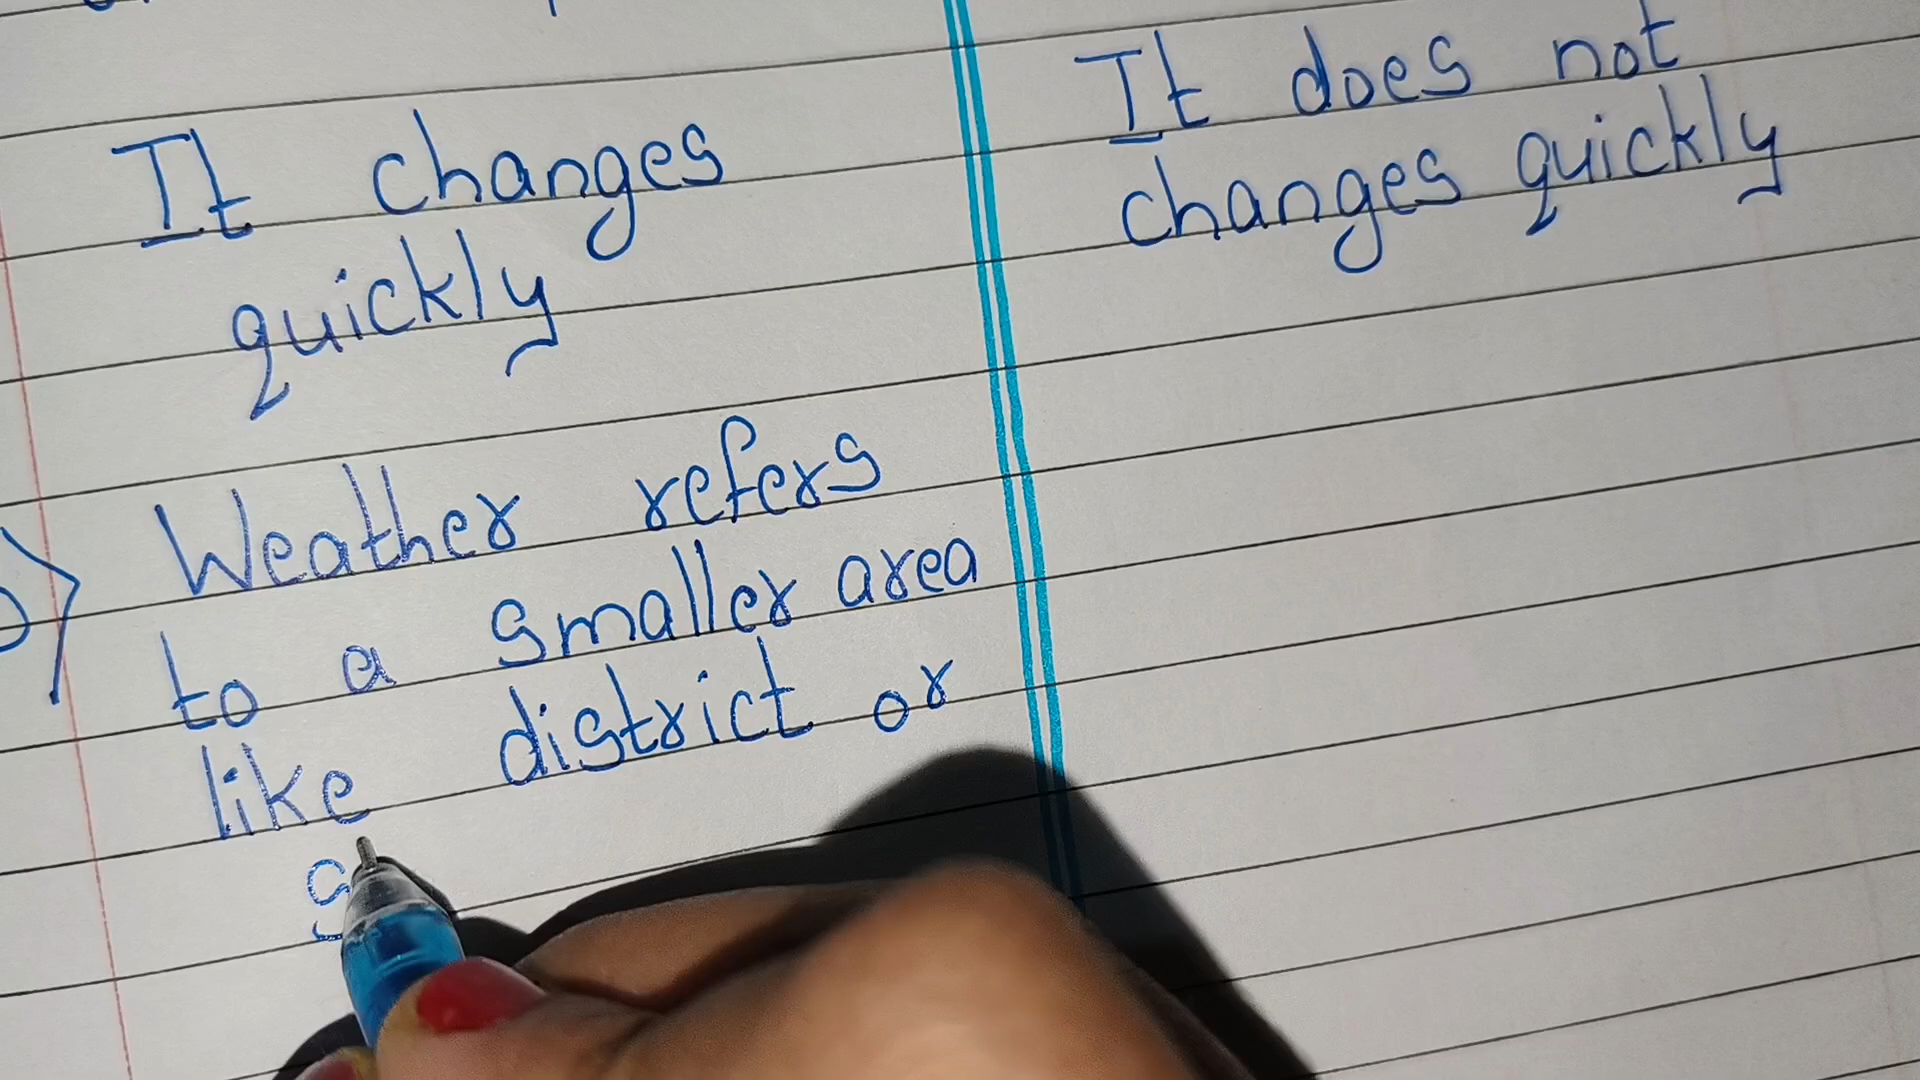 It changes
quickly
Weather refers
to a smaller area
like district or
It does not
changes quickly